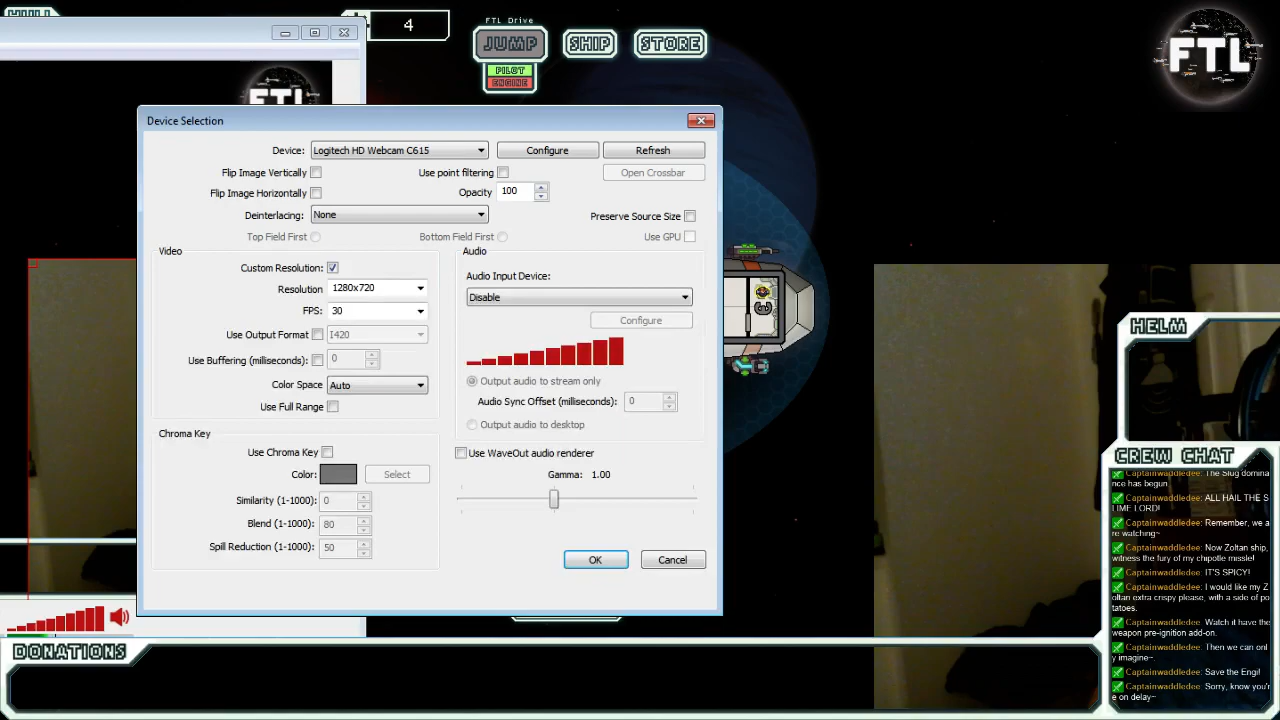 HULL
4
FTL Drive
JUMP
SHIP
STORE
PILOT
ENGINE
FTL
FTL
Device Selection
Device:
Logitech HD Webcam C615
Configure
Refresh
Flip Image Vertically
Use point filtering
Open Crossbar
Flip Image Horizontally
Opacity
100
Deinterlacing:
None
Preserve Source Size
Top Field First
Bottom Field First
Use GPU
Video
Custom Resolution:
Resolution
1280x720
FPS:
30
Use Output Format
I420
Use Buffering (miliseconds):
0
Color Space
Auto
Use Full Range
Audio
Audio Input Device:
Disable
Configure
Output audio to stream only
Audio Sync Offset (miliseconds):
0
Output audio to desktop
Chroma Key
Use Chroma Key
Color:
Select
Similarity (1-1000)
0
Blend (1-1000):
80
Spill Reduction (1-1000):
50
Use WaveOut audio renderer
Gamma:
1.00
OK
Cancel
HELM
CREW CHAT
Captainwaddledee: The Slug domina
nce has begun
Captainwaddledee: ALL HAIL THE S
LIME LORD!
Captainwaddledee: Remember, we a
re watching~
Captainwaddledee: Now Zoltan ship,
witness the fury of my chipotle missle!
Captainwaddledee: IT'S SPICY!
Captainwaddledee: I would like my Z
oltan extra crispy please, with a side of po
tatoes.
Captainwaddledee: Watch it have the
weapon pre-ignition add-on.
Captainwaddledee: Then we can onl
y imagine~
Captainwaddledee: Save the Engi!
Captainwaddledee: Sorry, know you'r
e on delay~
DONATIONS